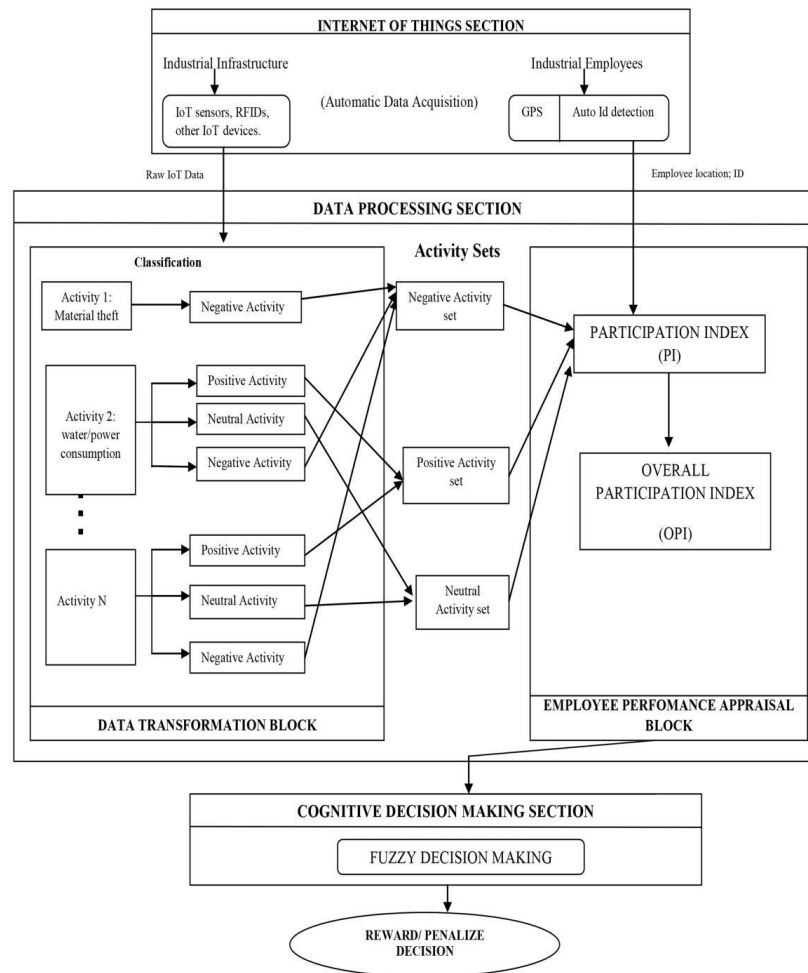 INTERNET OF THINGS SECTION
Industrial Infrastructure
Industrial Employees
IoT sensors, RFIDs,
other IoT devices.
(Automatic Data Acquisition)
GPS
Auto Id detection
Raw IoT Data
Employee location; ID
DATA PROCESSING SECTION
Classification
Activity Sets
Activity 1:
Material theft
Negative Activity
Negative Activity
set
PARTICIPATION INDEX
(PI)
Activity 2:
water/power
consumption
Positive Activity
Neutral Activity
Negative Activity
Positive Activity
set
OVERALL
PARTICIPATION INDEX
(OPI)
Activity N
Positive Activity
Neutral Activity
Negative Activity
Neutral
Activity set
DATA TRANSFORMATION BLOCK
EMPLOYEE PERFOMANCE APPRAISAL
BLOCK
COGNITIVE DECISION MAKING SECTION
FUZZY DECISION MAKING
REWARD/ PENALIZE
DECISION